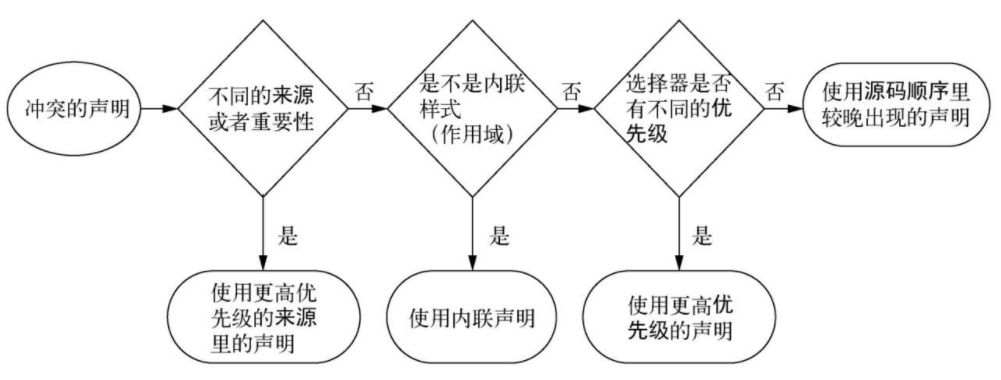 冲突的声明
不同的来源
或者重要性
否
是不是内联
样式
（作用域）
否
选择器是否
有不同的优
先级
否
使用源码顺序里
较晚出现的声明
是
是
是
使用更高优
先级的来源
里的声明
使用内联声明
使用更高优
先级的声明